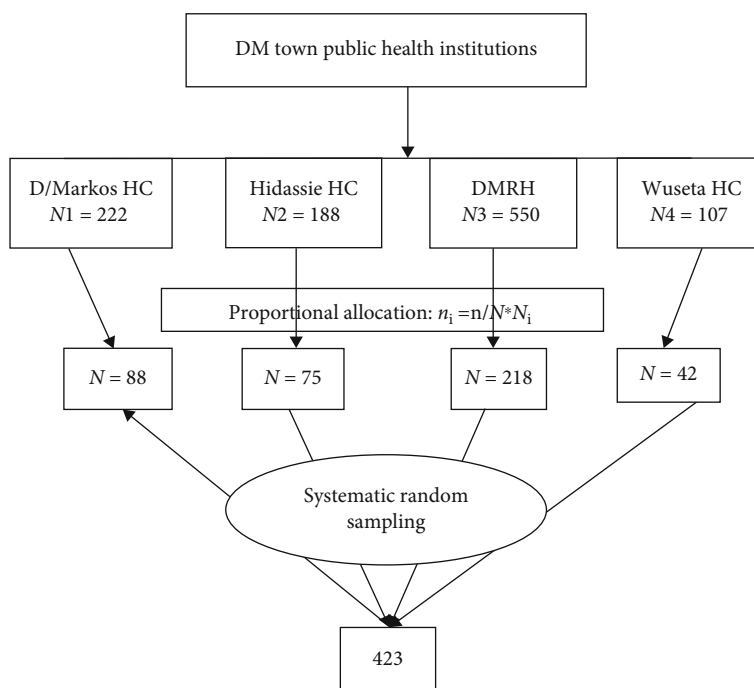 DM town public health institutions
D/Markos HC
N1 = 222
Hidassie HC
N2 = 188
DMRH
N3 = 550
Wuseta HC
N4 = 107
Proportional allocation: ni =n/N*Ni
N = 88
N = 75
N = 218
N = 42
Systematic random
sampling
423